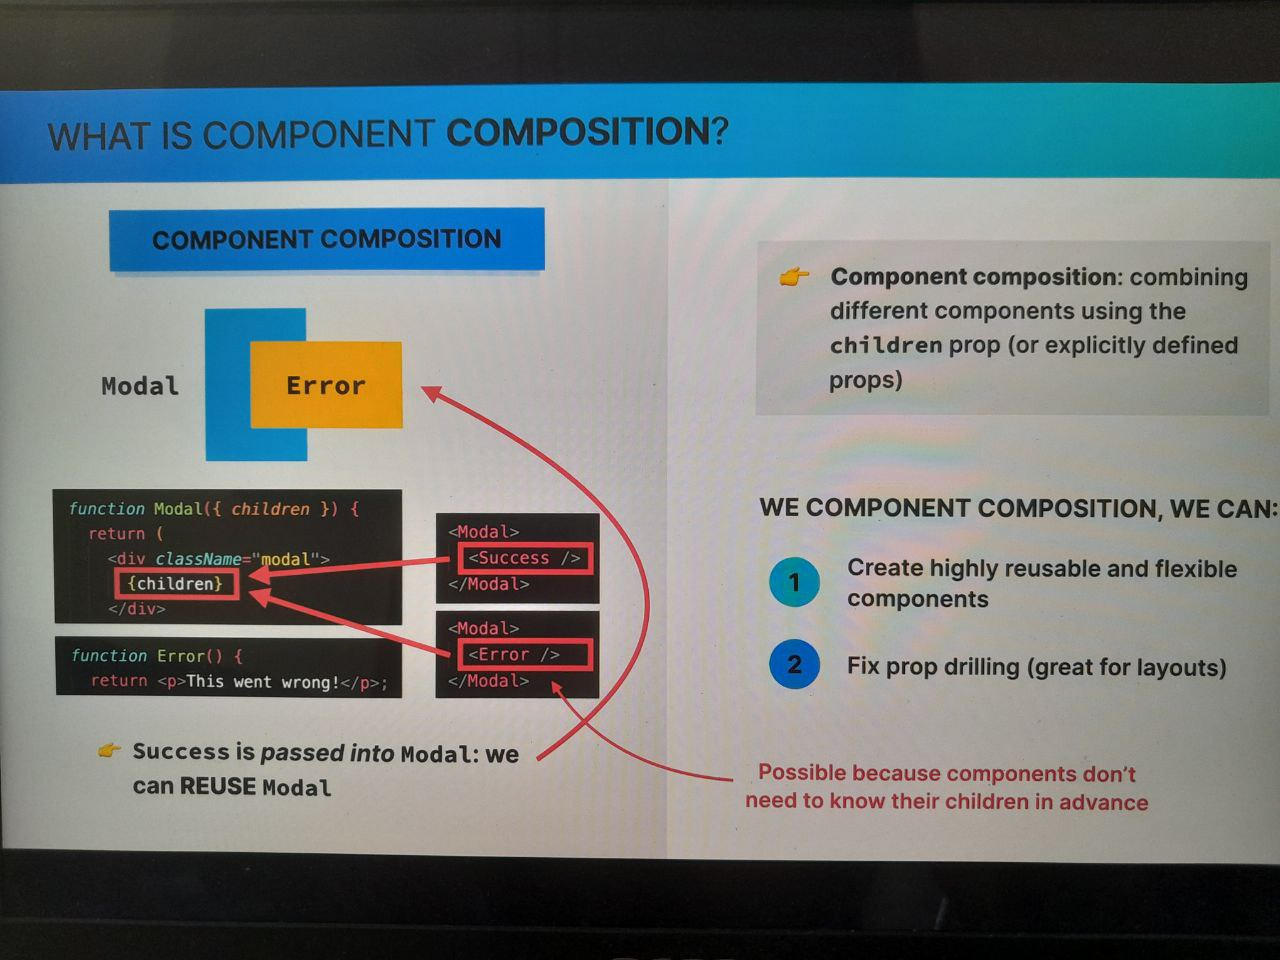 WHAT IS COMPONENT COMPOSITION?
COMPONENT COMPOSITION
Modal
Error
function Modal({ children }) {
return (
<div className="modal">
{children}
</div>
function Error() {
return <p>This went wrong!</p>;
<Modal>
<Success />
</Modal>
<Modal>
<Error />
</Modal>
👉 Success is passed into Modal: we
can REUSE Modal
👉 Component composition: combining
different components using the
children prop (or explicitly defined
props)
WE COMPONENT COMPOSITION, WE CAN:
1 Create highly reusable and flexible
components
2 Fix prop drilling (great for layouts)
Possible because components don't
need to know their children in advance